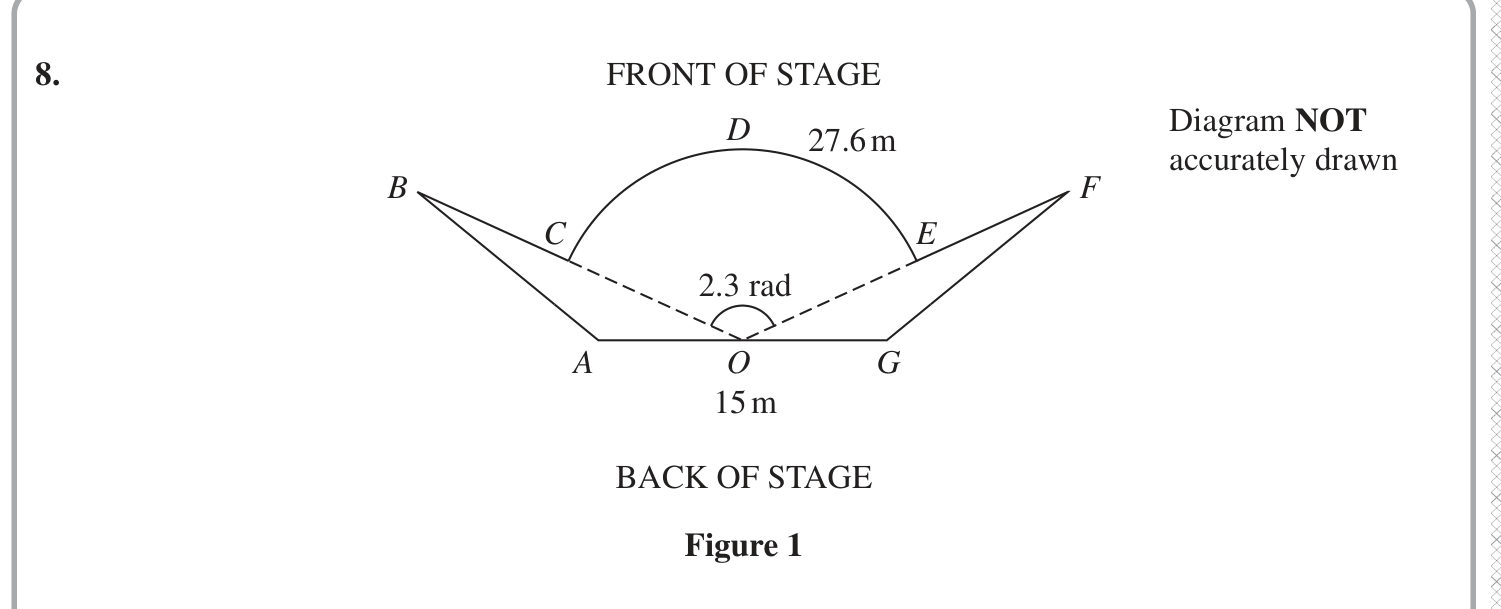 8.
FRONT OF STAGE
Diagram NOT
accurately drawn
D
27.6 m
B
F
C
E
2.3 rad
A
O
G
15 m
BACK OF STAGE
Figure 1